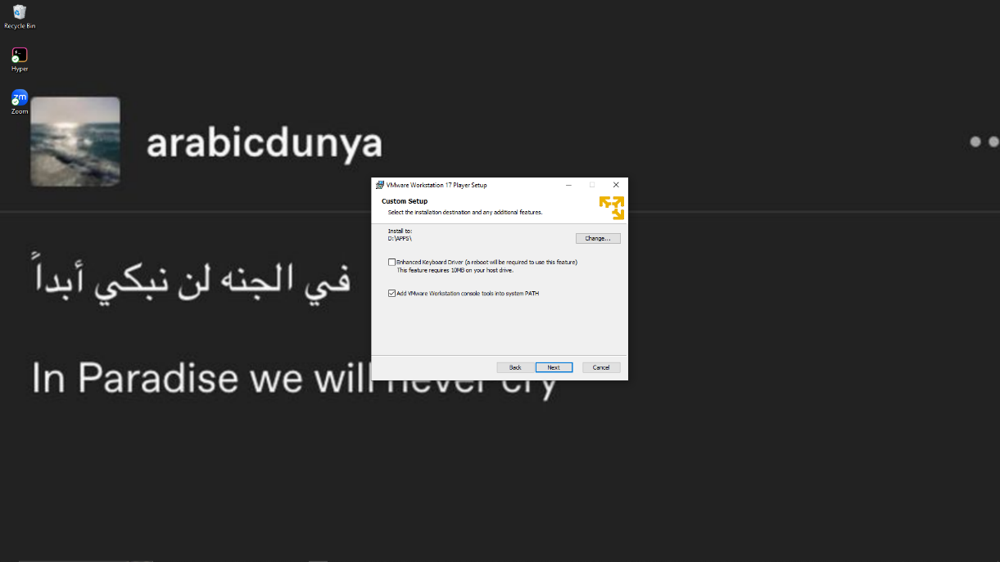 Recycle Bin
Hyper
Zoom
arabicdunya
VMware Workstation 17 Player Setup
Custom Setup
Select the installation destination and any additional features.
Install to:
D:\APPS\
Change...
Enhanced Keyboard Driver (a reboot will be required to use this feature)
This feature requires 10MB on your host drive.
Add VMware Workstation console tools into system PATH
Back
Next
Cancel
في الجنه لن نبكي أبداً
In Paradise we will never cry